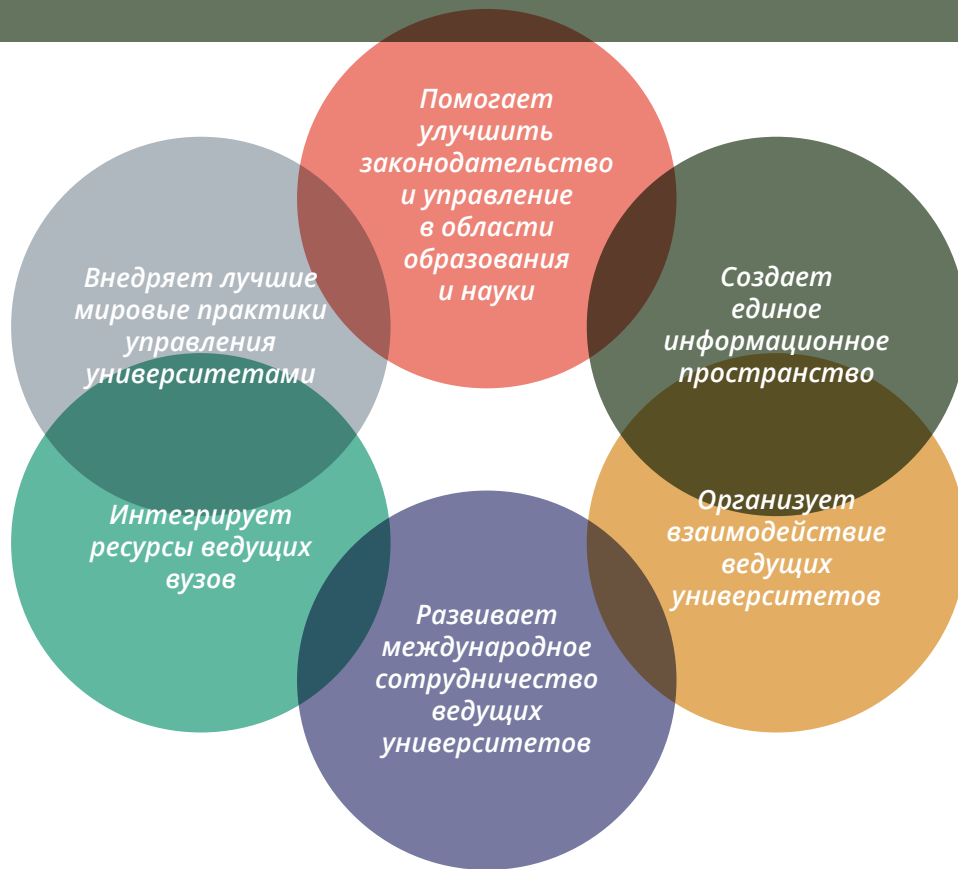 Помогает
улучшить
законодательство
и управление
в области
образования
и науки
Создает
единое
информационное
пространство
Организует
взаимодействие
ведущих
университетов
Развивает
международное
сотрудничество
ведущих
университетов
Интегрирует
ресурсы ведущих
вузов
Внедряет лучшие
мировые практики
управления
университетами